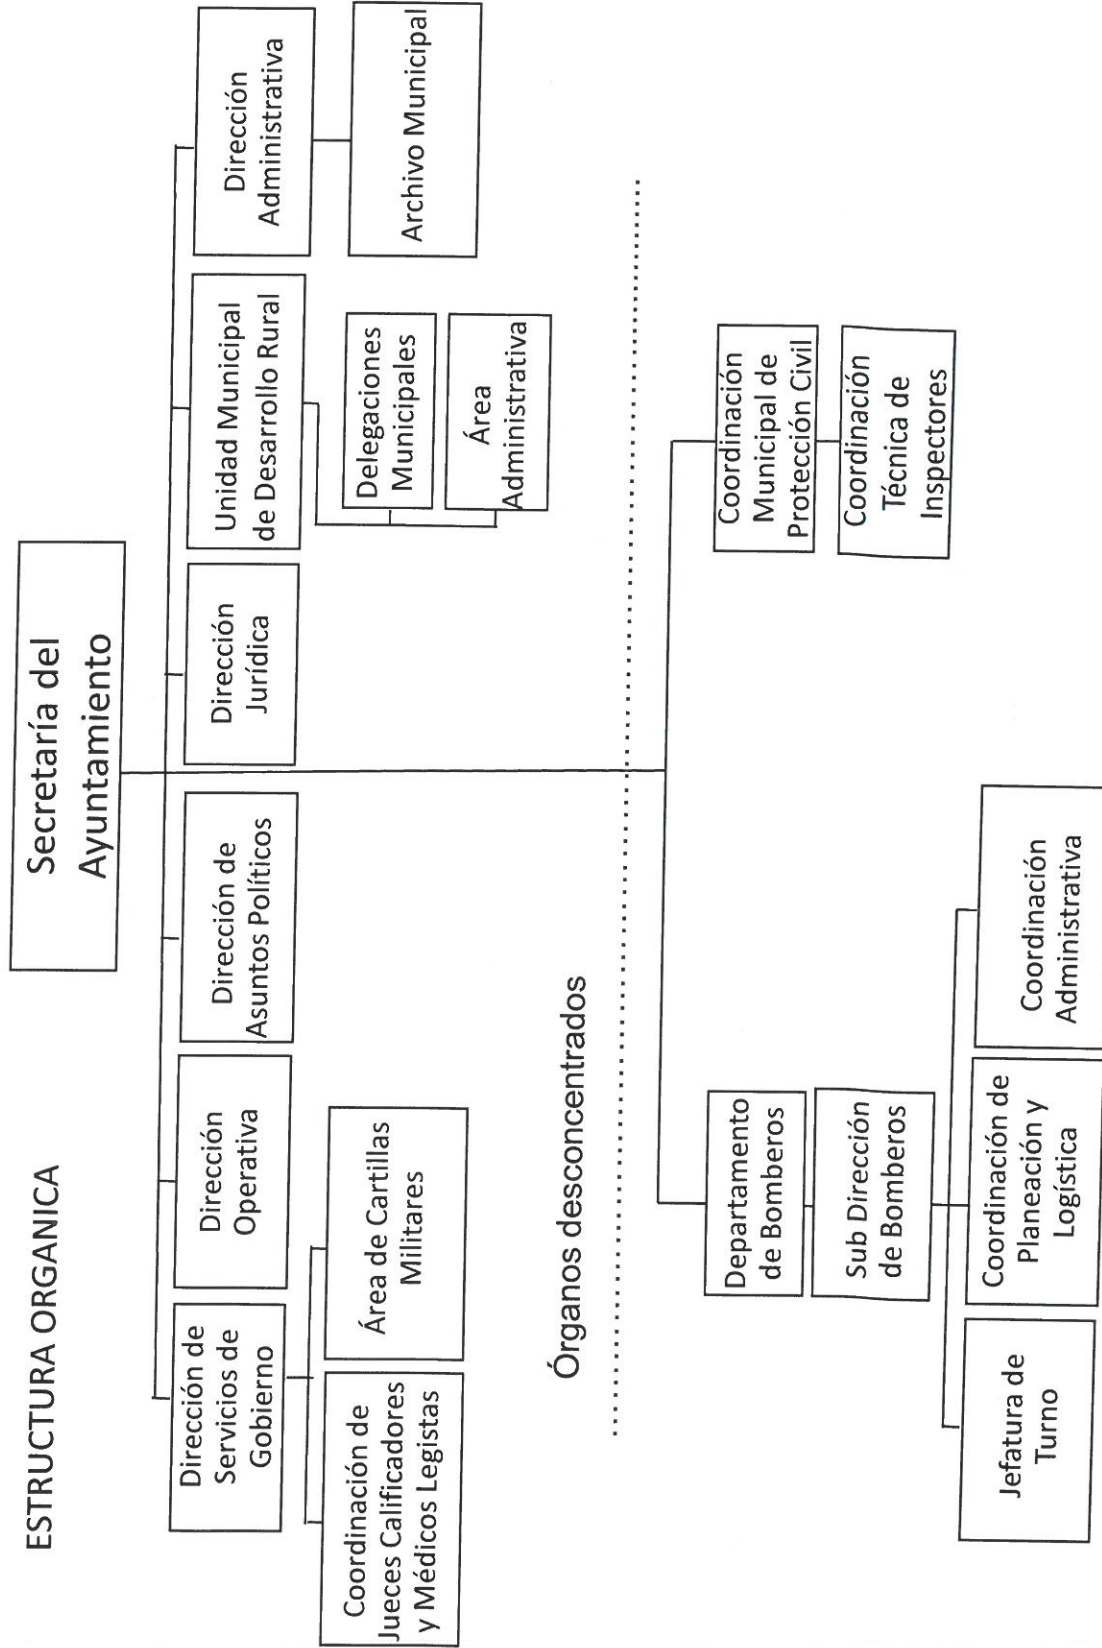 ESTRUCTURA ORGANICA
Secretaría del
Ayuntamiento
Dirección de
Servicios de
Gobierno
Dirección
Operativa
Dirección de
Asuntos Políticos
Dirección
Jurídica
Unidad Municipal
de Desarrollo Rural
Dirección
Administrativa
Coordinación de
Jueces Calificadores
y Médicos Legistas
Área de Cartillas
Militares
Delegaciones
Municipales
Área
Administrativa
Archivo Municipal
Órganos desconcentrados
Departamento
de Bomberos
Sub Dirección
de Bomberos
Jefatura de
Turno
Coordinación de
Planeación y
Logística
Coordinación
Administrativa
Coordinación
Municipal de
Protección Civil
Coordinación
Técnica de
Inspectores